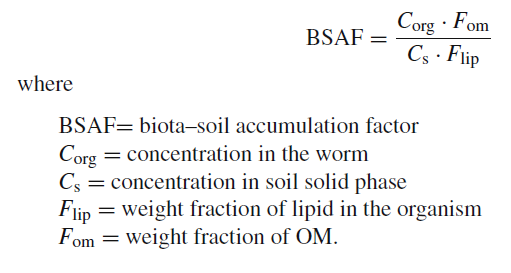 BSAF = C_org · F_om / C_s · F_lip
where
BSAF= biota–soil accumulation factor
C_org = concentration in the worm
C_s = concentration in soil solid phase
F_lip = weight fraction of lipid in the organism
F_om = weight fraction of OM.